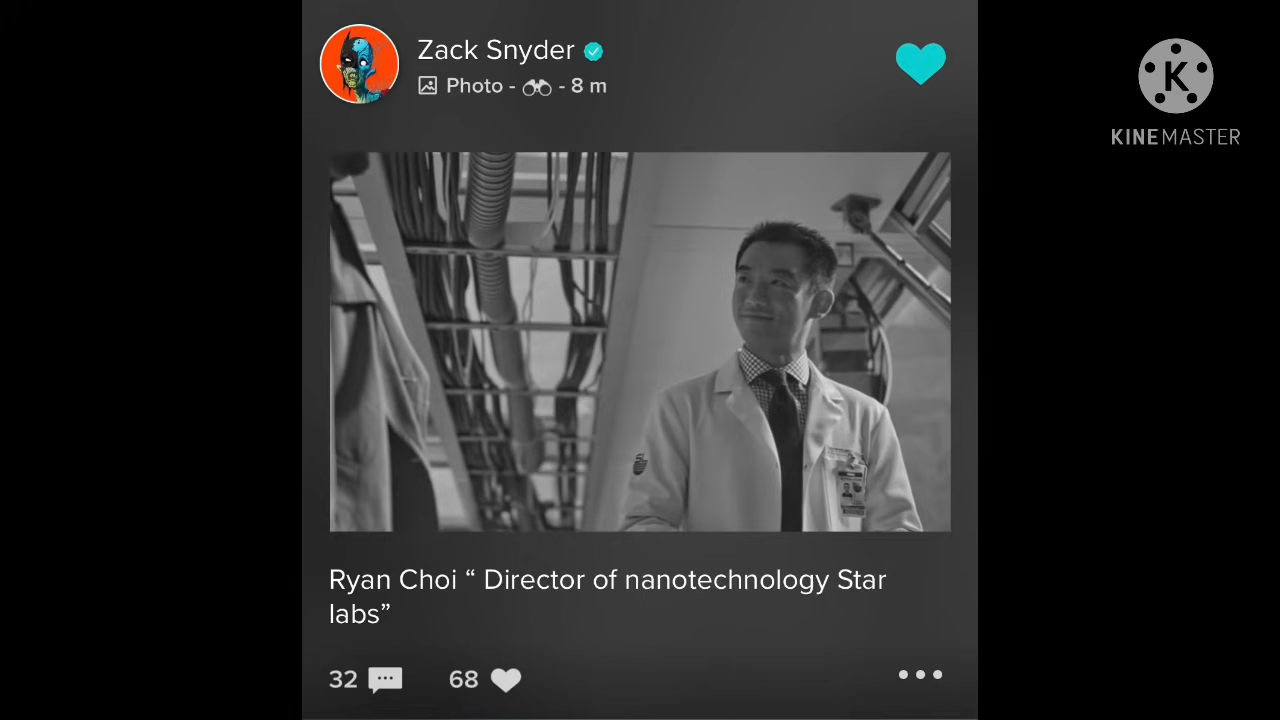 Zack Snyder
Photo - - 8 m
K
KINEMASTER
Ryan Choi “ Director of nanotechnology Star
labs”
32
68